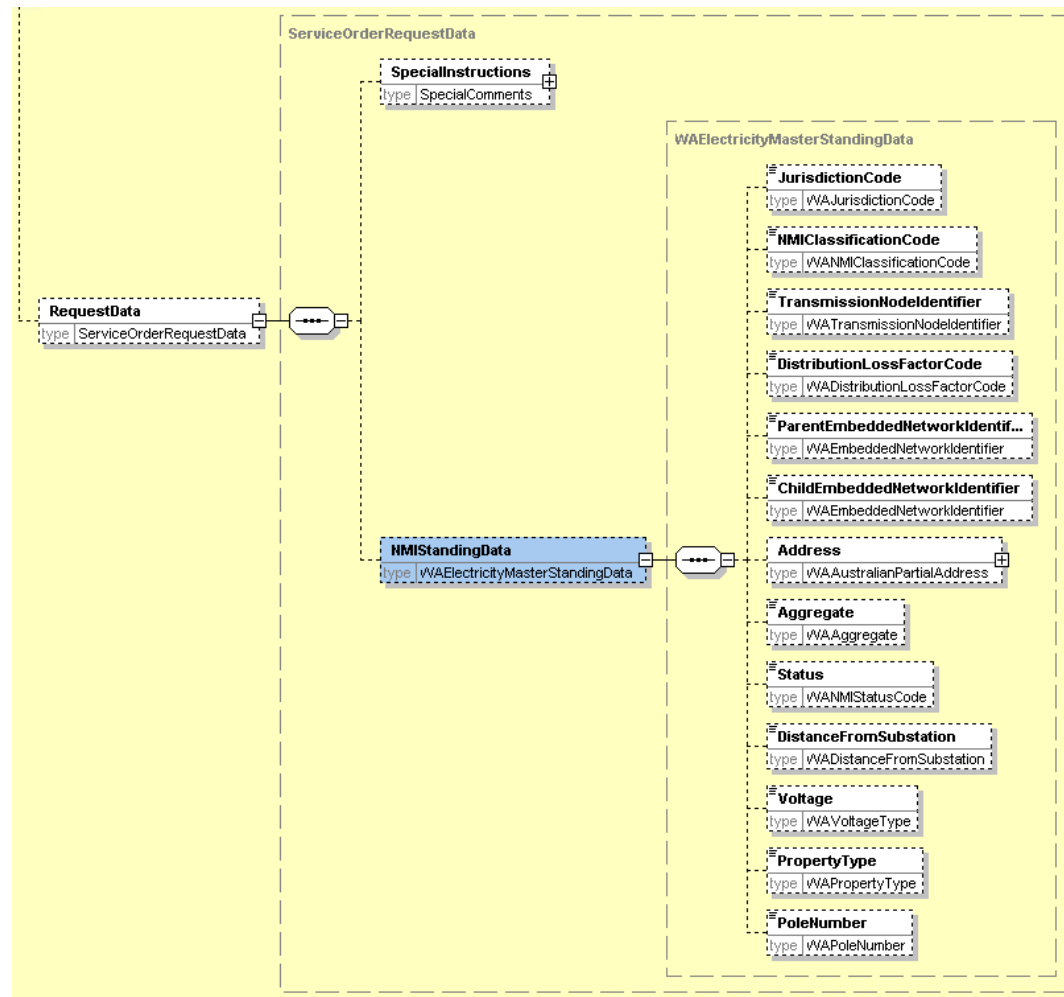 ServiceOrderRequestData
SpecialInstructions
type SpecialComments
WAElectricityMasterStandingData
JurisdictionCode
type WAJurisdictionCode
NMIClassificationCode
type WANMIClassificationCode
TransmissionNodeIdentifier
type WATransmissionNodeIdentifier
RequestData
type ServiceOrderRequestData
DistributionLossFactorCode
type WADistributionLossFactorCode
ParentEmbeddedNetworkIdentif...
type WAEmbeddedNetworkIdentifier
ChildEmbeddedNetworkIdentifier
type WAEmbeddedNetworkIdentifier
NMIStandingData
type WAElectricityMasterStandingData
Address
type WAAustralianPartialAddress
Aggregate
type WAAggregate
Status
type WANMIStatusCode
DistanceFromSubstation
type WADistanceFromSubstation
Voltage
type WAVoltageType
PropertyType
type WAPropertyType
PoleNumber
type WAPoleNumber